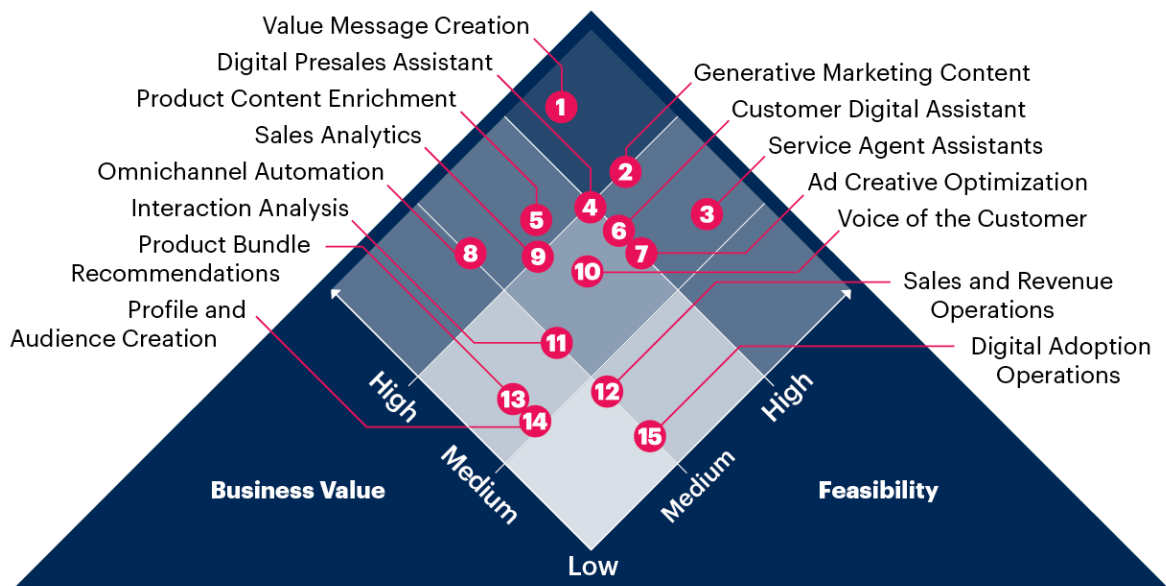 Value Message Creation
Digital Presales Assistant
Product Content Enrichment
Sales Analytics
Omnichannel Automation
Interaction Analysis
Product Bundle
Recommendations
Profile and
Audience Creation
Generative Marketing Content
Customer Digital Assistant
Service Agent Assistants
Ad Creative Optimization
Voice of the Customer
Sales and Revenue
Operations
Digital Adoption
Operations
1
2
3
4
5
6
7
8
9
10
11
12
13
14
15
High
Medium
High
Medium
Low
Business Value
Feasibility